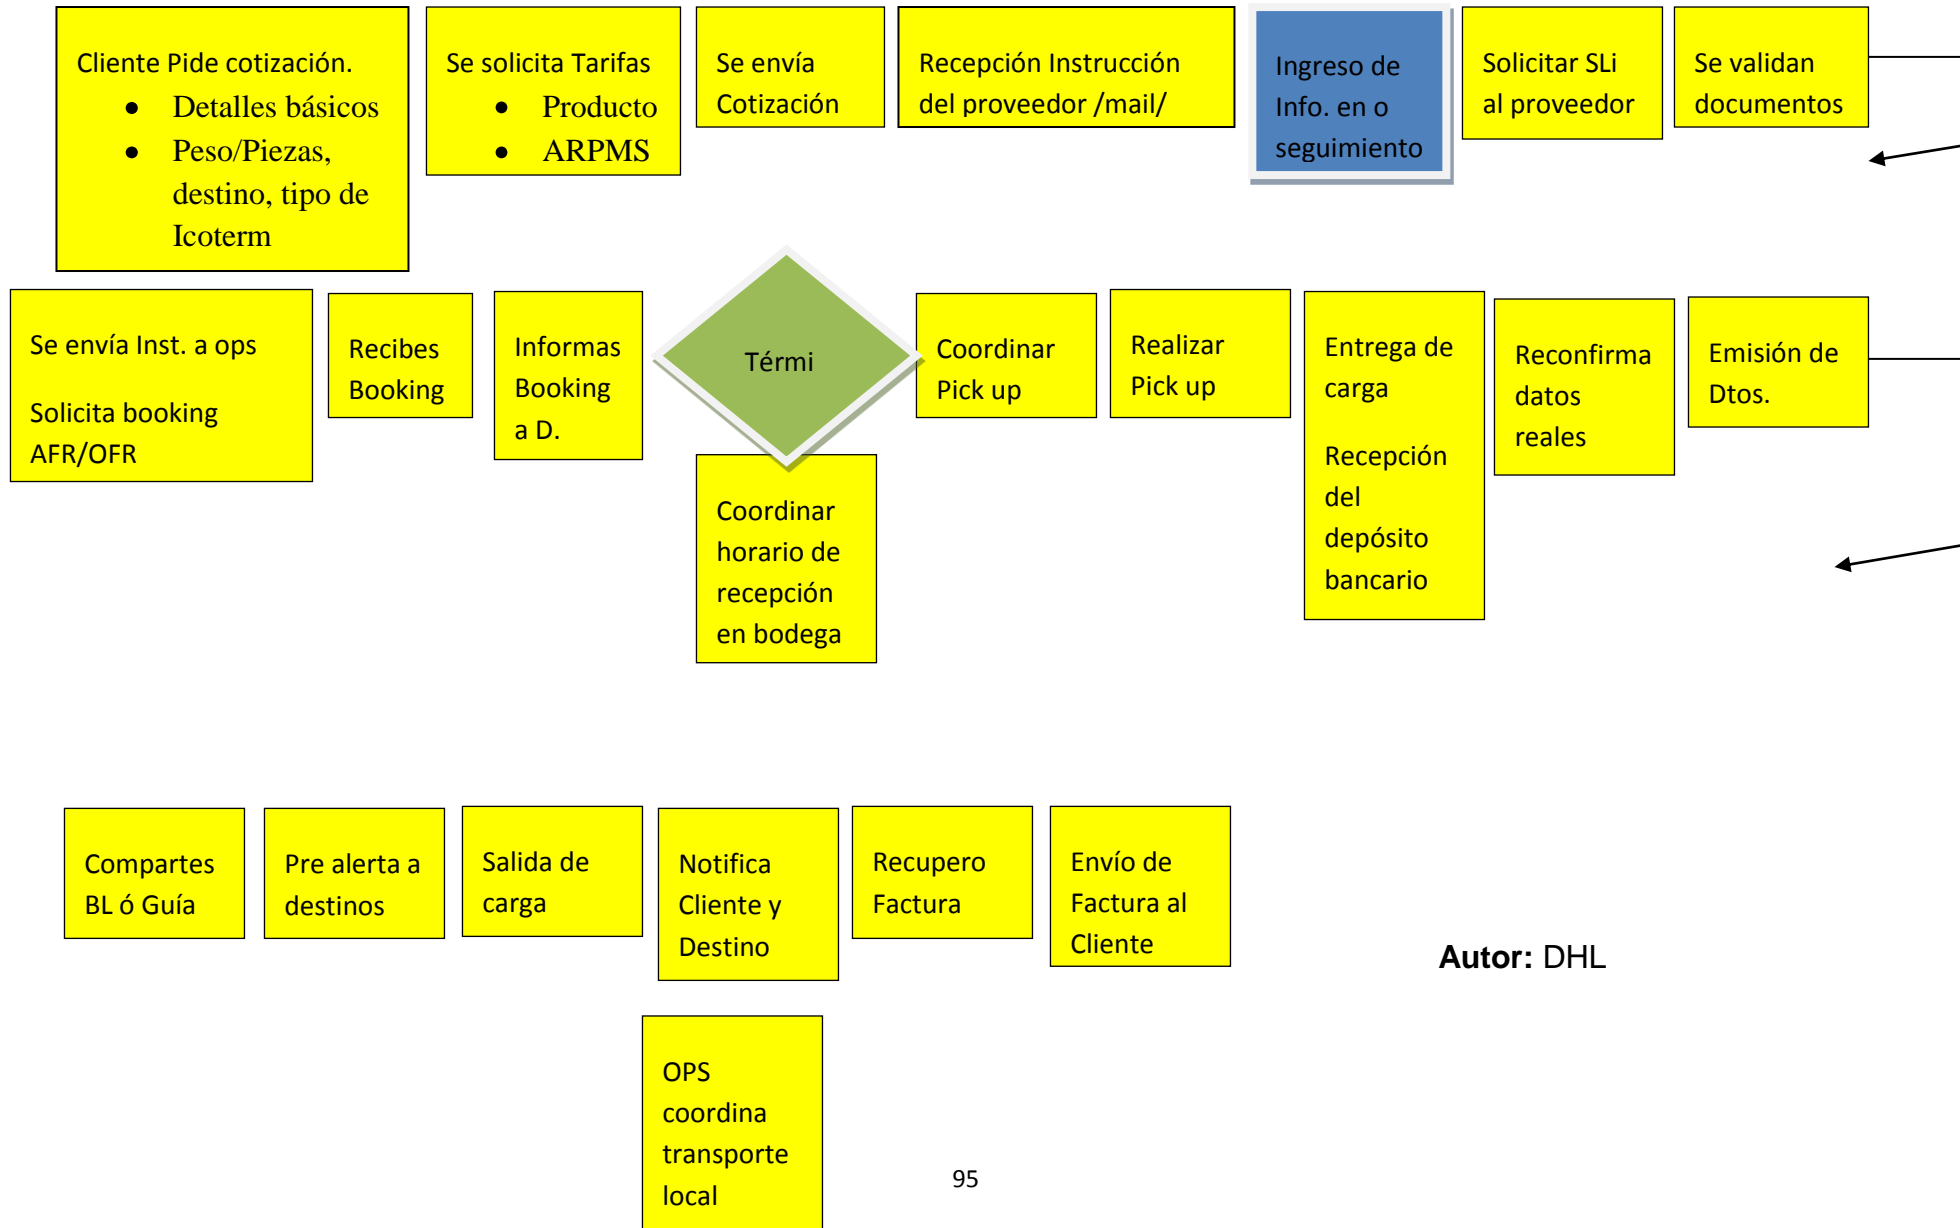 Cliente Pide cotización.
• Detalles básicos
• Peso/Piezas,
destino, tipo de
Icoterm
Se solicita Tarifas
• Producto
• ARPMS
Se envía
Cotización
Recepción Instrucción
del proveedor /mail/
Ingreso de
Info. en o
seguimiento
Solicitar SLi
al proveedor
Se validan
documentos
Se envía Inst. a ops
Solicita booking
AFR/OFR
Recibes
Booking
Informas
Booking
a D.
Térmi
Coordinar
horario de
recepción
en bodega
Coordinar
Pick up
Realizar
Pick up
Entrega de
carga
Recepción
del
depósito
bancario
Reconfirma
datos
reales
Emisión de
Dtos.
Compartes
BL ó Guía
Pre alerta a
destinos
Salida de
carga
Notifica
Cliente y
Destino
Recupero
Factura
Envío de
Factura al
Cliente
OPS
coordina
transporte
local
Autor: DHL
95